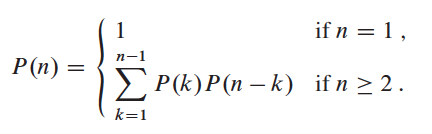 P(n) = { 1 if n = 1 ,
∑_{k=1}^{n−1} P(k)P(n − k) if n ≥ 2 .